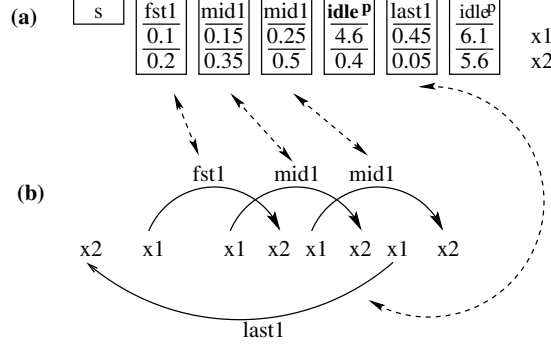 (a) s fst1 mid1 mid1 idle p last1 idle p
0.1 0.15 0.25 4.6 0.45 6.1 x1
0.2 0.35 0.5 0.4 0.05 5.6 x2
fst1 mid1 mid1
(b)
x2 x1 x1 x2 x1 x2 x1 x2
last1